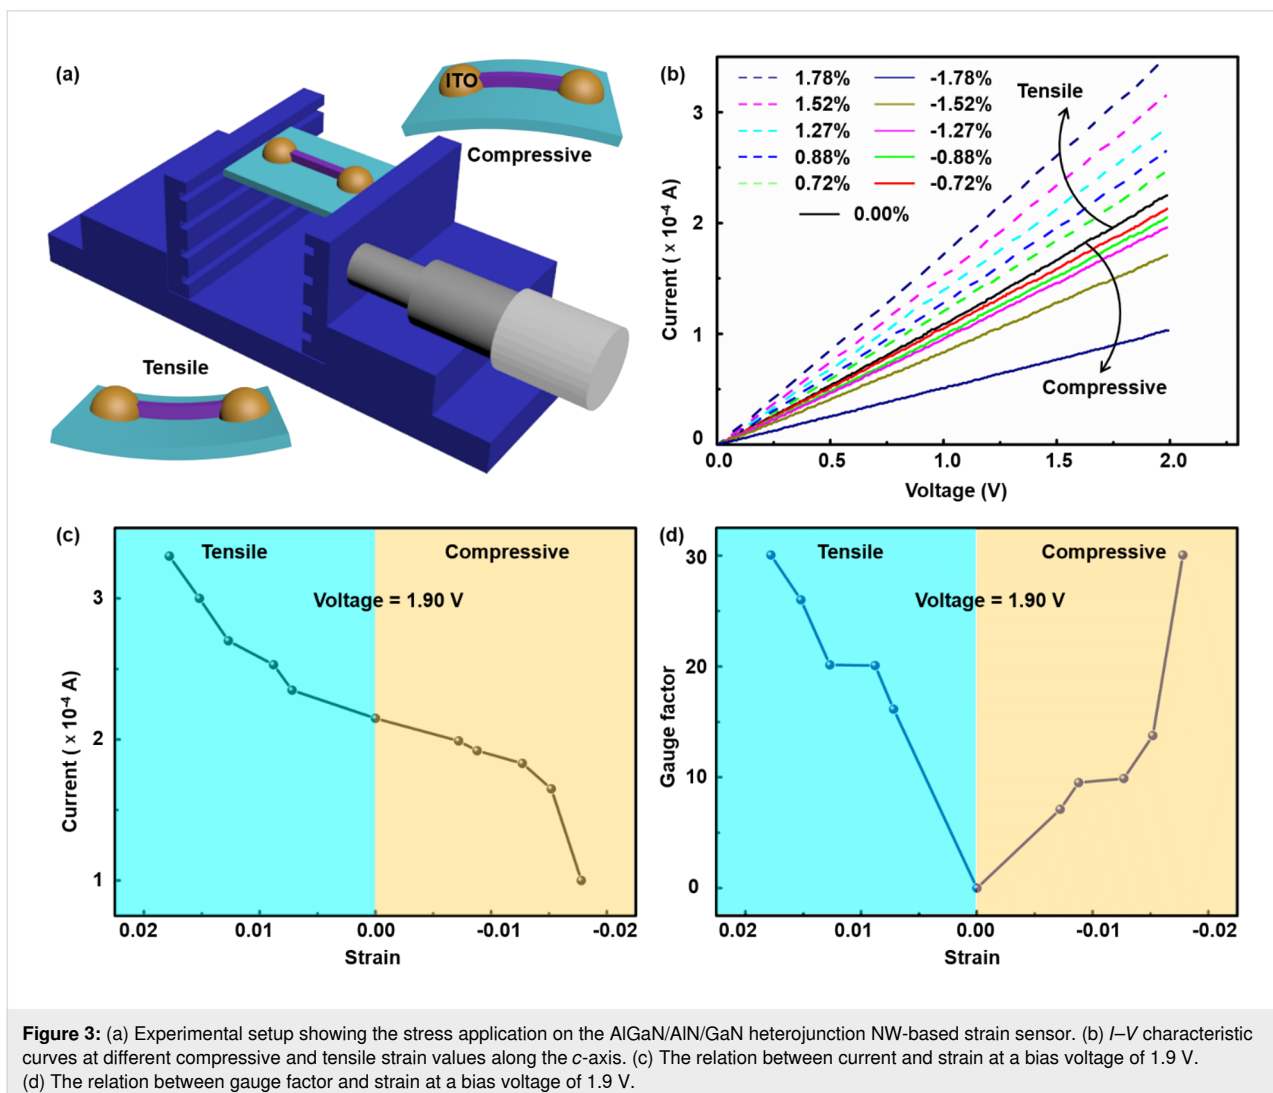 (a)
ITO
Compressive
Tensile
(b)
1.78%
-1.78%
1.52%
-1.52%
1.27%
-1.27%
0.88%
-0.88%
0.72%
-0.72%
0.00%
Tensile
Compressive
3
2
1
0
Current ( x 10⁻⁴ A)
0.0
0.5
1.0
1.5
2.0
Voltage (V)
(c)
Tensile
Compressive
Voltage = 1.90 V
3
2
1
Current ( x 10⁻⁴ A)
0.02
0.01
0.00
-0.01
-0.02
Strain
(d)
Tensile
Compressive
Voltage = 1.90 V
30
20
10
0
Gauge factor
0.02
0.01
0.00
-0.01
-0.02
Strain
Figure 3: (a) Experimental setup showing the stress application on the AlGaN/AlN/GaN heterojunction NW-based strain sensor. (b) I–V characteristic
curves at different compressive and tensile strain values along the c-axis. (c) The relation between current and strain at a bias voltage of 1.9 V.
(d) The relation between gauge factor and strain at a bias voltage of 1.9 V.